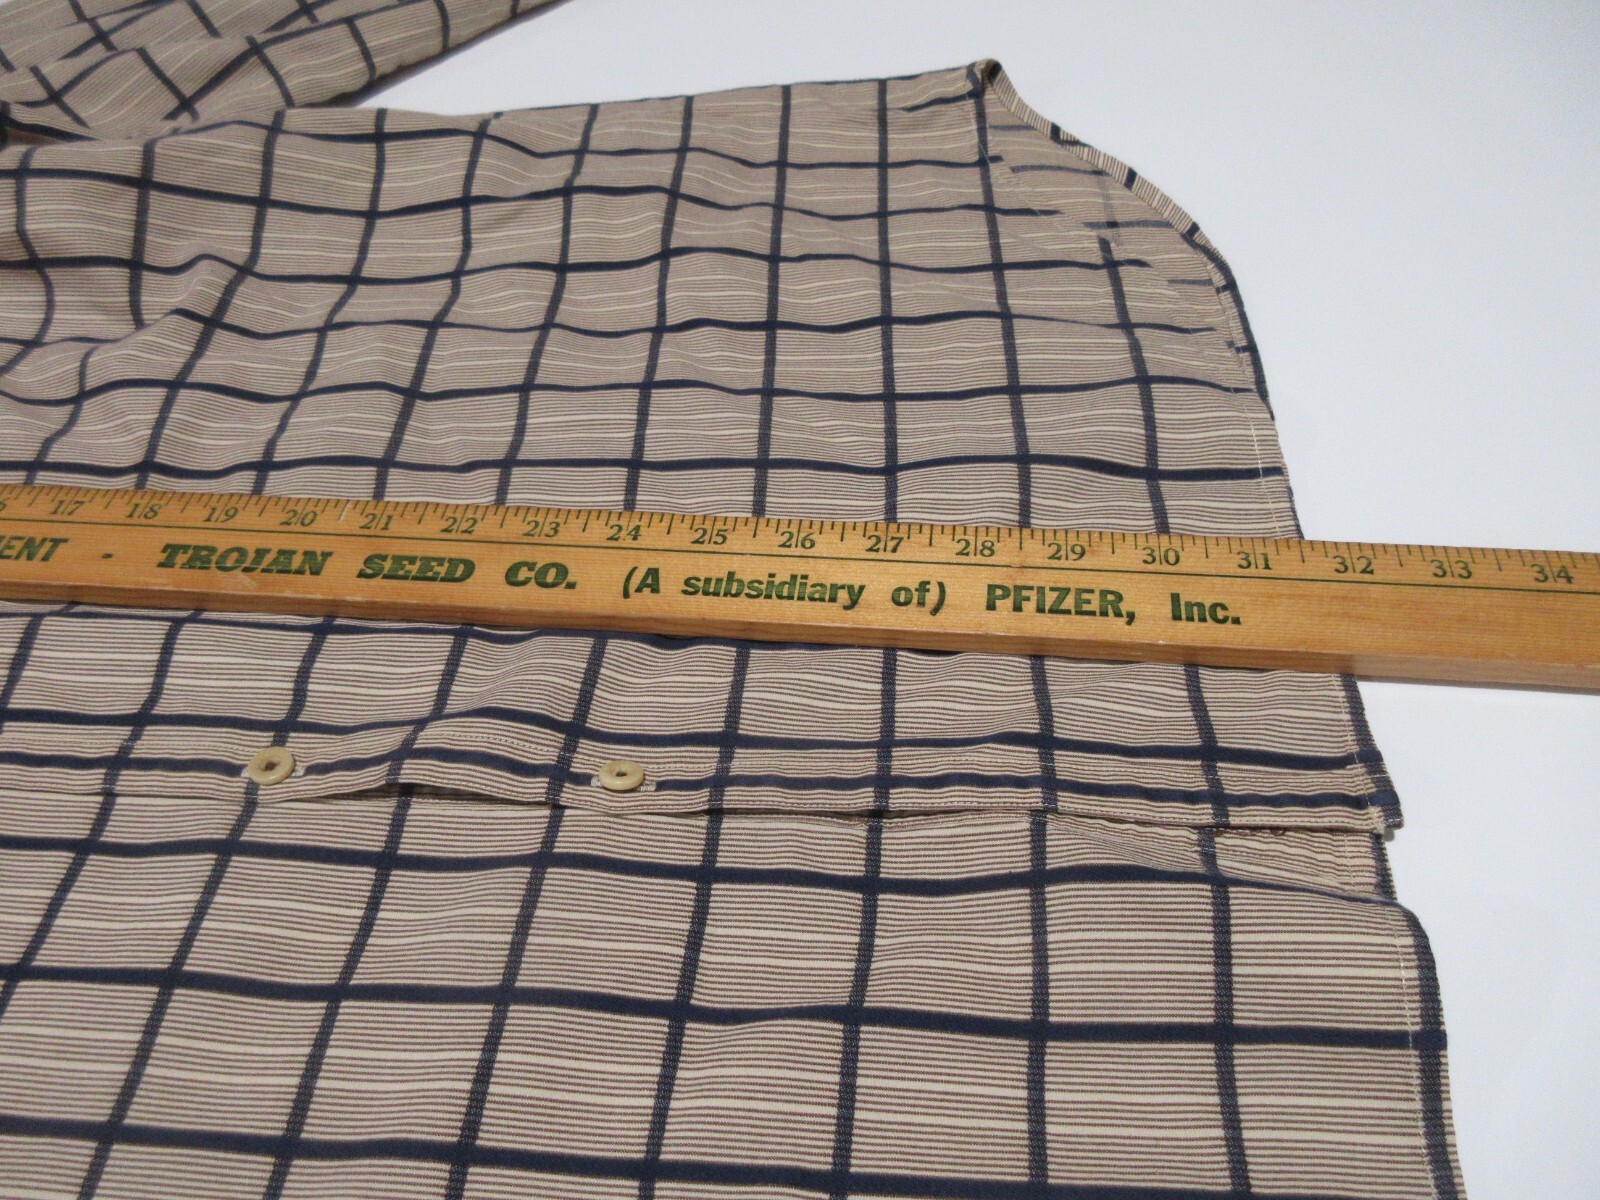 17 18 19 20 21 22 23 24 25 26 27 28 29 30 31 32 33 34
- TROJAN SEED CO. (A subsidiary of) PFIZER, Inc.